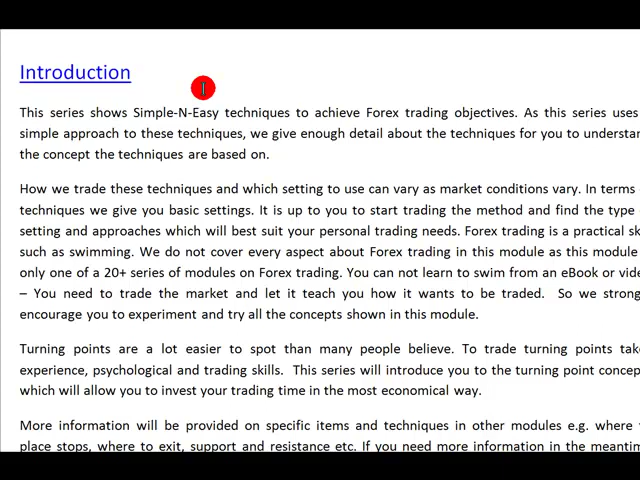 Introduction
This series shows Simple-N-Easy techniques to achieve Forex trading objectives. As this series uses
simple approach to these techniques, we give enough detail about the techniques for you to understan
the concept the techniques are based on.
How we trade these techniques and which setting to use can vary as market conditions vary. In terms
techniques we give you basic settings. It is up to you to start trading the method and find the type
setting and approaches which will best suit your personal trading needs. Forex trading is a practical sk
such as swimming. We do not cover every aspect about Forex trading in this module as this module
only one of a 20+ series of modules on Forex trading. You can not learn to swim from an eBook or vide
– You need to trade the market and let it teach you how it wants to be traded. So we strong
encourage you to experiment and try all the concepts shown in this module.
Turning points are a lot easier to spot than many people believe. To trade turning points take
experience, psychological and trading skills. This series will introduce you to the turning point concep
which will allow you to invest your trading time in the most economical way.
More information will be provided on specific items and techniques in other modules e.g. where
place stops, where to exit, support and resistance etc. If you need more information in the meantim